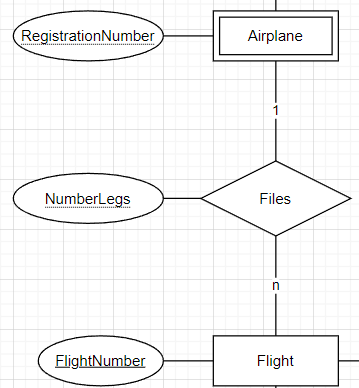 RegistrationNumber
Airplane
1
NumberLegs
Files
n
FlightNumber
Flight